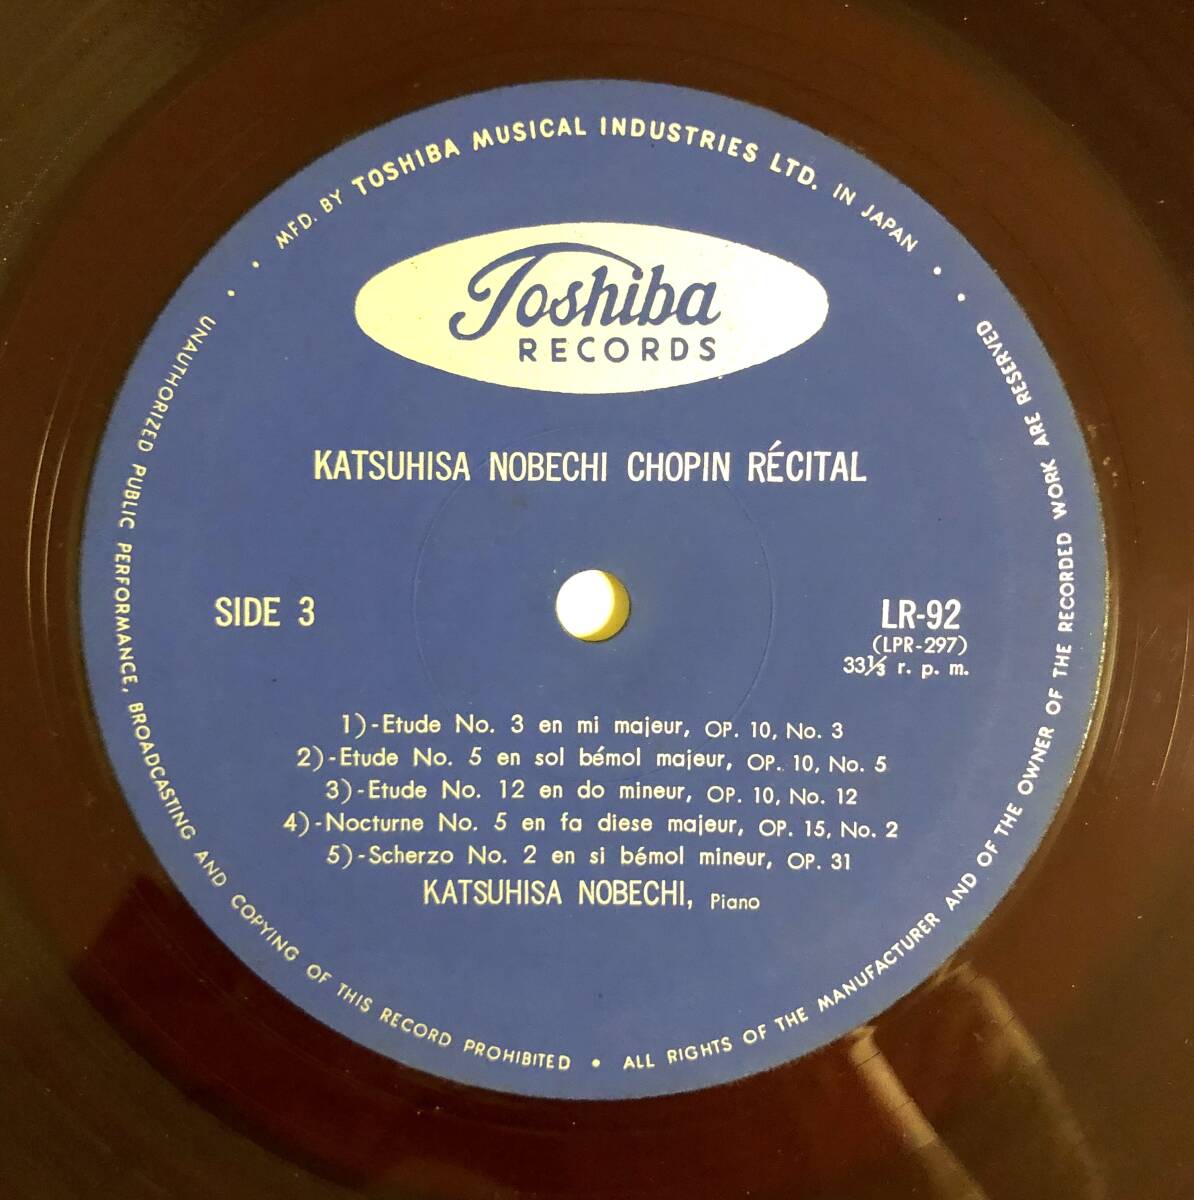 MFD. BY TOSHIBA MUSICAL INDUSTRIES LTD. IN JAPAN
Toshiba
RECORDS
KATSUHISA NOBECHI CHOPIN RÉCITAL
SIDE 3
LR-92
(LPR-297)
33⅓ r. p. m.
1)-Etude No. 3 en mi majeur, OP. 10, No. 3
2)-Etude No. 5 en sol bémol majeur, OP. 10, No. 5
3)-Etude No. 12 en do mineur, OP. 10, No. 12
4)-Nocturne No. 5 en fa diese majeur, OP. 15, No. 2
5)-Scherzo No. 2 en si bémol mineur, OP. 31
KATSUHISA NOBECHI, Piano
UNAUTHORIZED PUBLIC PERFORMANCE, BROADCASTING AND COPYING OF THIS RECORD PROHIBITED • ALL RIGHTS OF THE MANUFACTURER AND OF THE OWNER OF THE RECORDED WORK ARE RESERVED